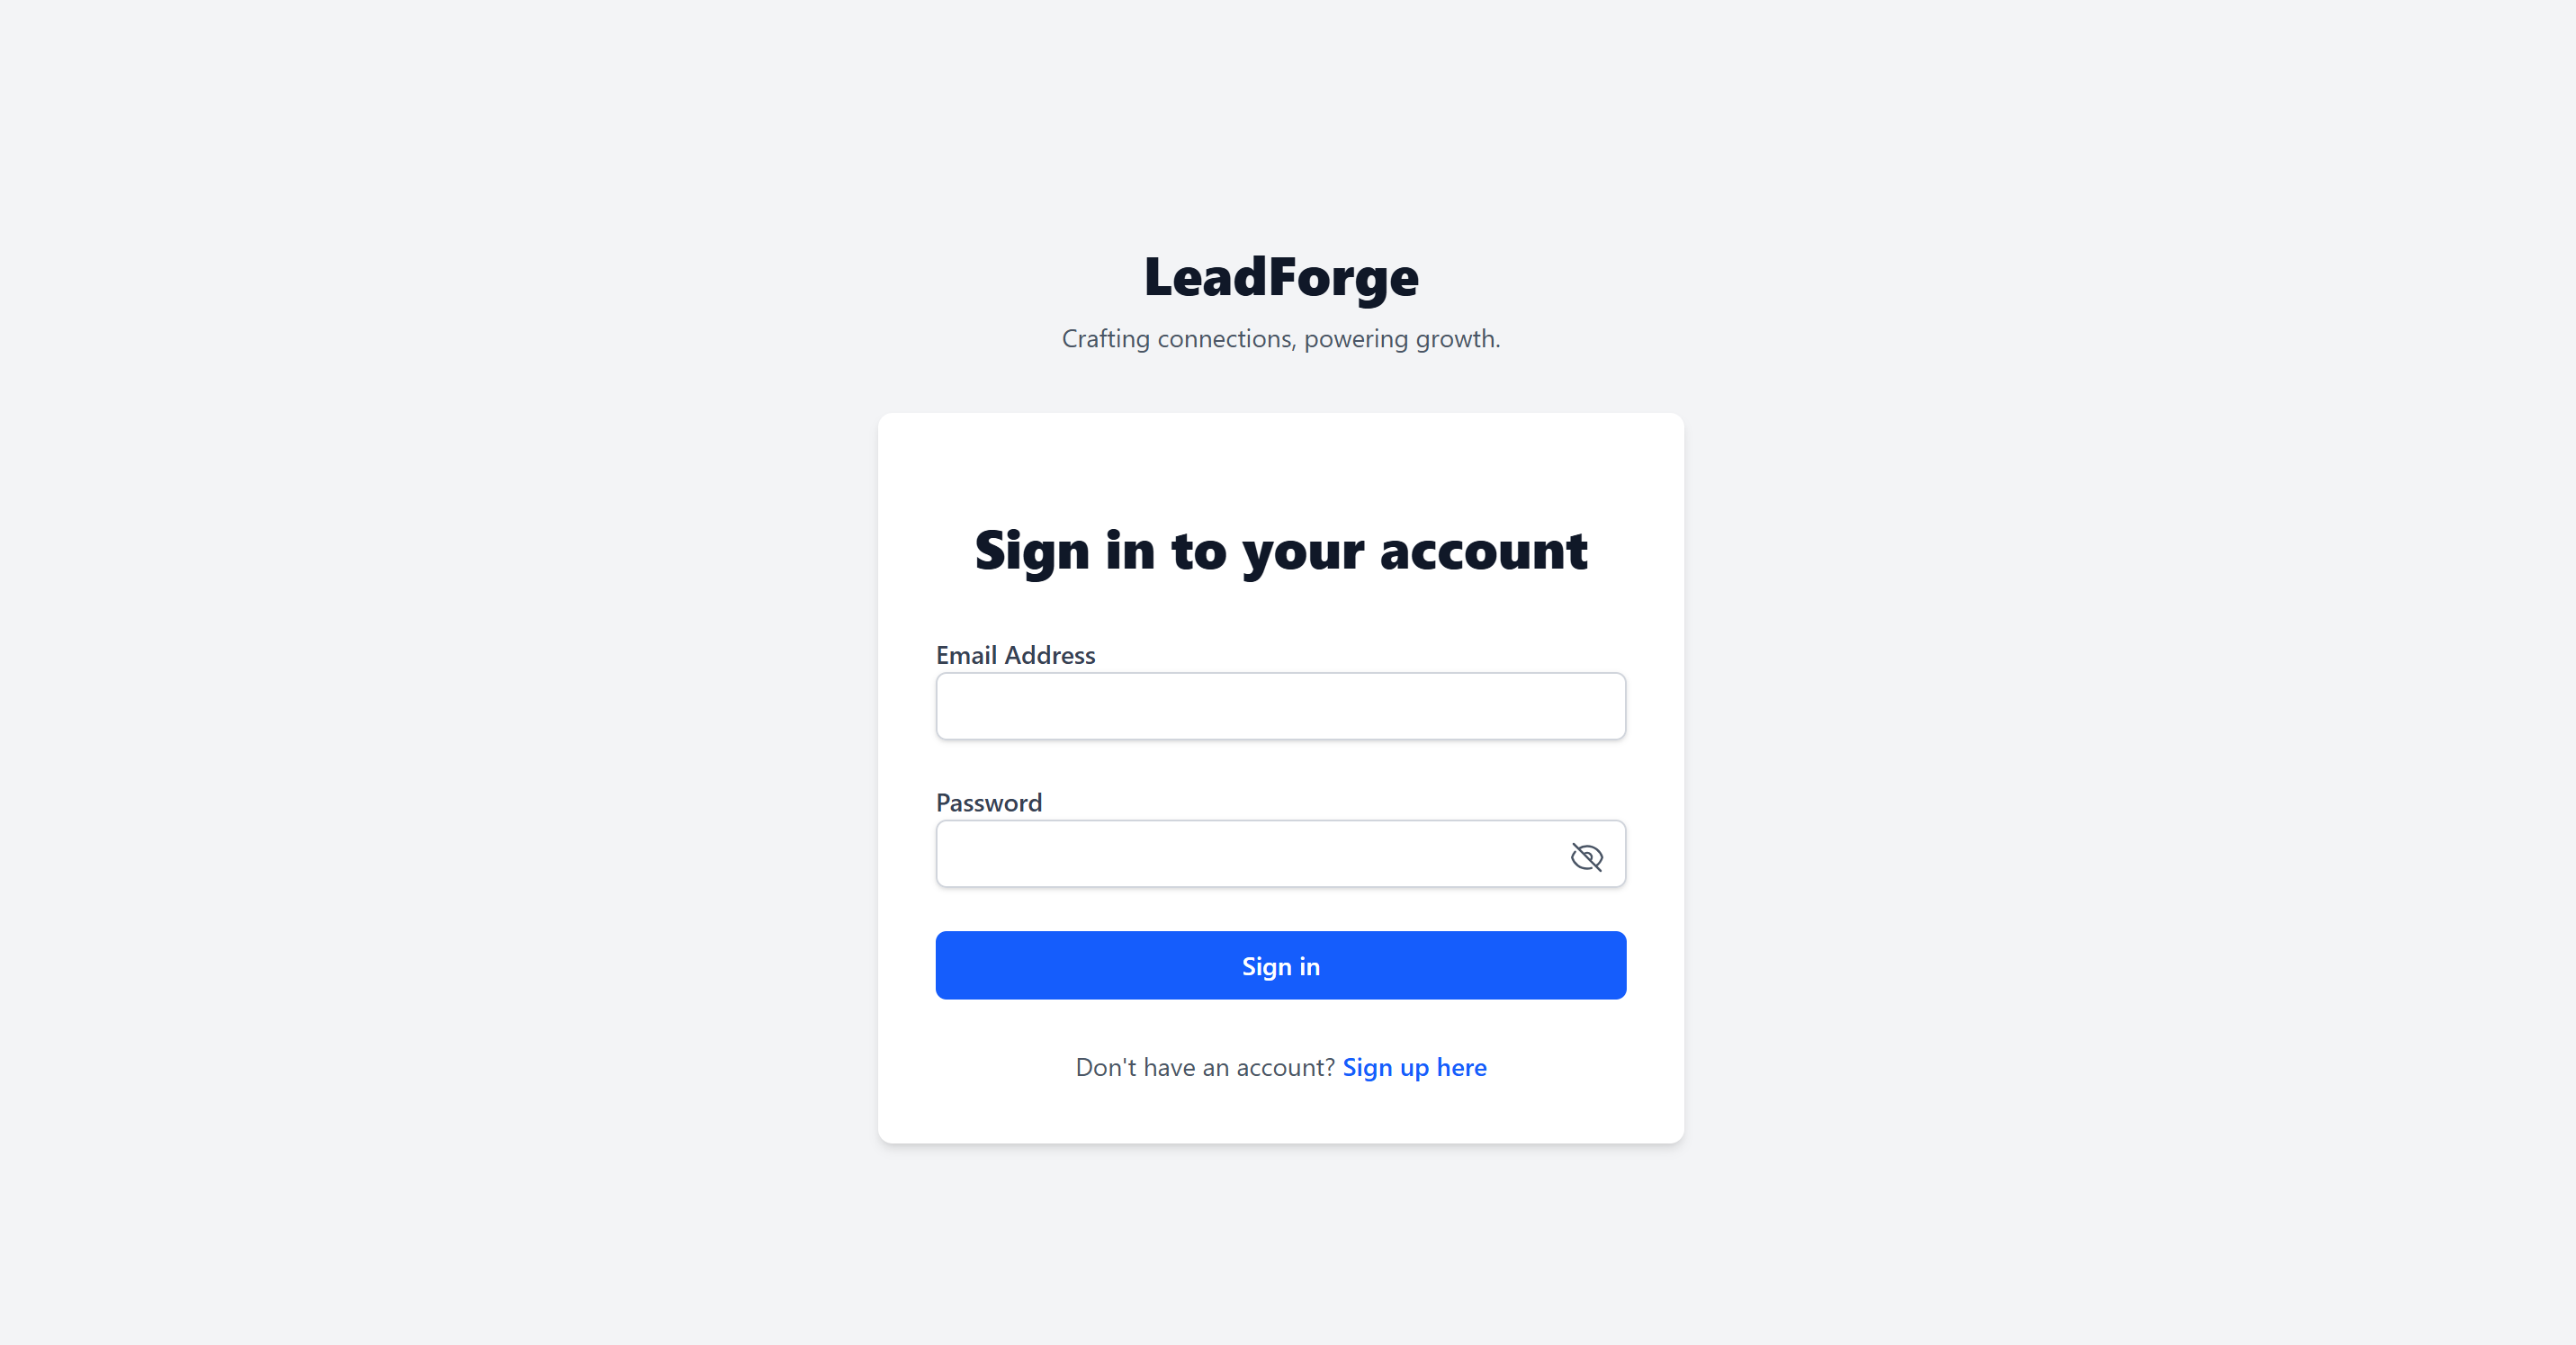 LeadForge
Crafting connections, powering growth.
Sign in to your account
Email Address
Password
Sign in
Don't have an account? Sign up here